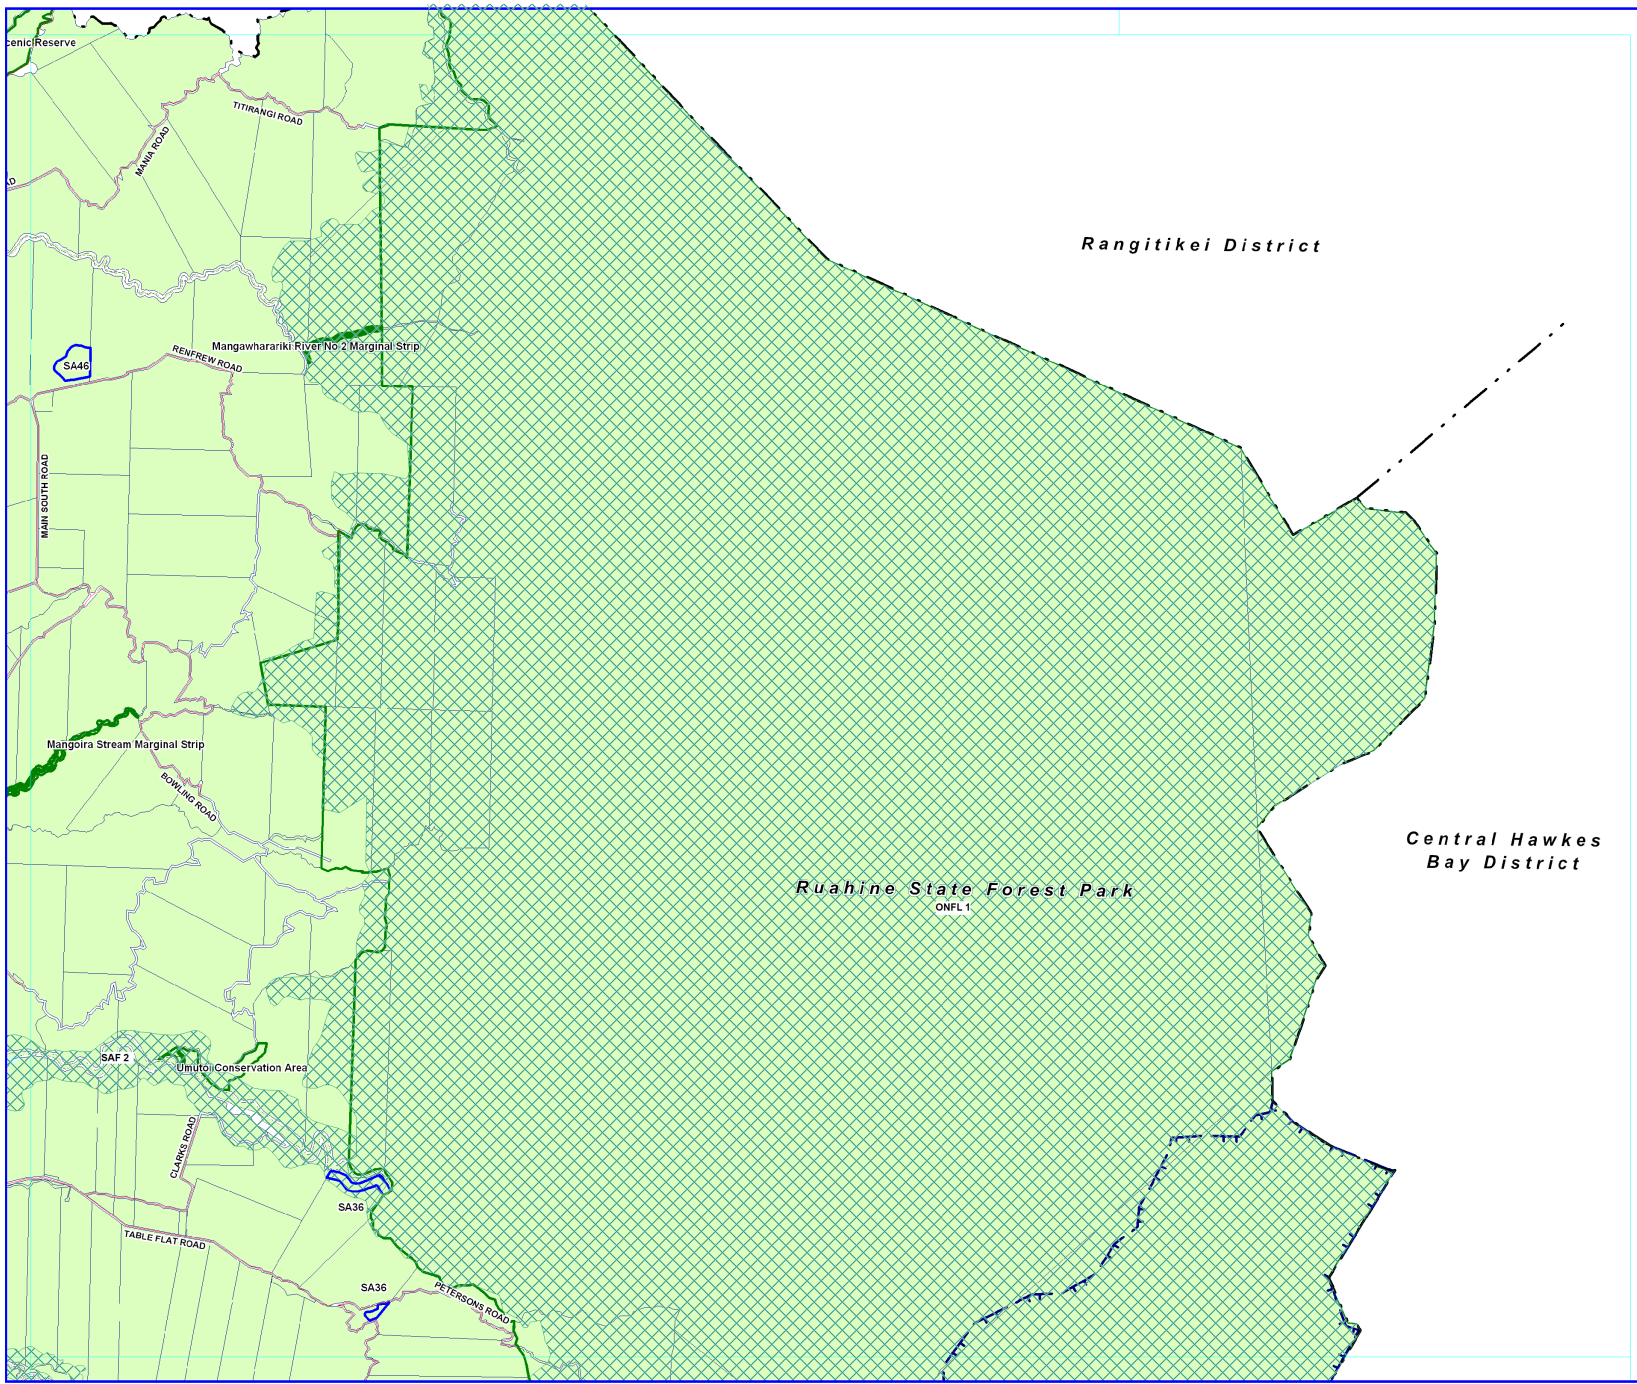 cenic Reserve
TITIRANGI ROAD
MANIA ROAD
AD
Rangitikei District
Mangawharariki River No 2 Marginal Strip
RENFREW ROAD
SA46
MAIN SOUTH ROAD
Mangoira Stream Marginal Strip
BOWLING ROAD
Central Hawkes
Bay District
Ruahine State Forest Park
ONFL 1
SAF 2
Umutoi Conservation Area
CLARKS ROAD
SA36
TABLE FLAT ROAD
SA36
PETERSONS ROAD